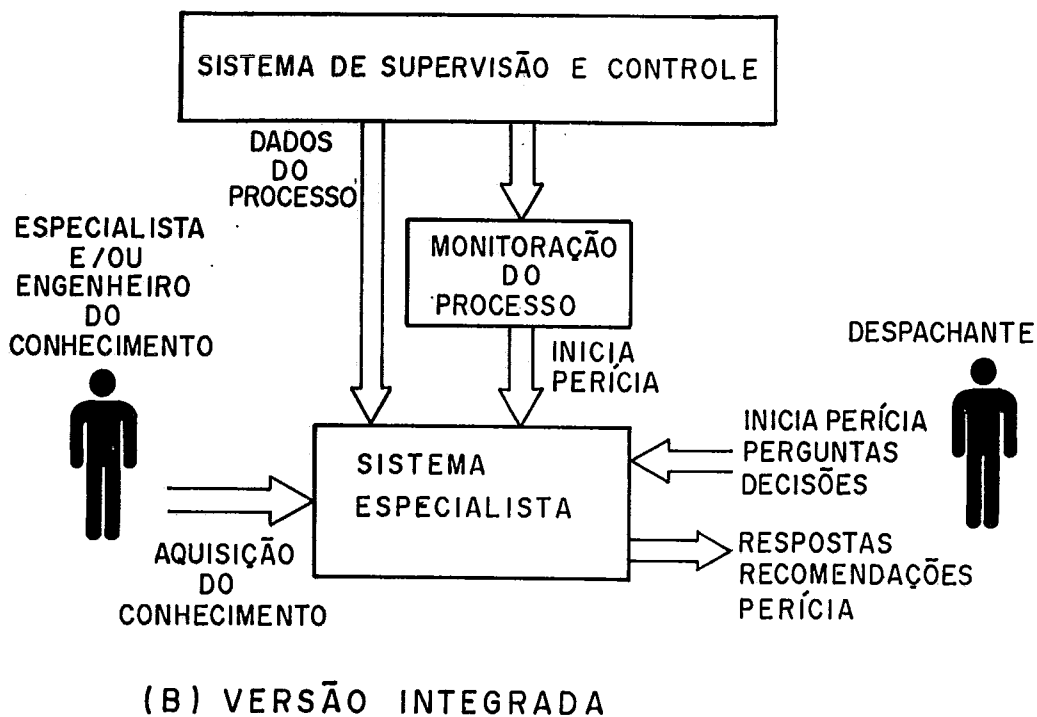 SISTEMA DE SUPERVISÃO E CONTROLE
DADOS
DO
PROCESSO
ESPECIALISTA
E/OU
ENGENHEIRO
DO
CONHECIMENTO
MONITORAÇÃO
DO
PROCESSO
INICIA
PERÍCIA
DESPACHANTE
SISTEMA
ESPECIALISTA
INICIA PERÍCIA
PERGUNTAS
DECISÕES
AQUISIÇÃO
DO
CONHECIMENTO
RESPOSTAS
RECOMENDAÇÕES
PERÍCIA
(B) VERSÃO INTEGRADA